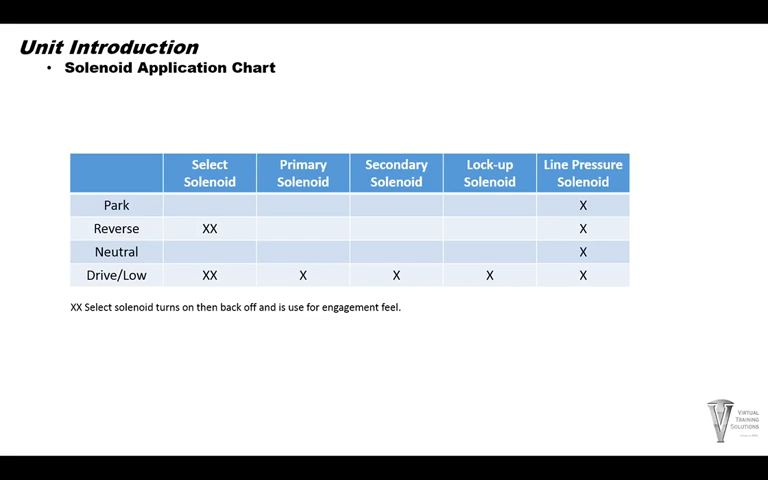 Unit Introduction
• Solenoid Application Chart
Select Solenoid Primary Solenoid Secondary Solenoid Lock-up Solenoid Line Pressure Solenoid
Park X
Reverse XX X
Neutral X
Drive/Low XX X X X X
XX Select solenoid turns on then back off and is use for engagement feel.
VIRTUAL
TRAINING
SOLUTIONS